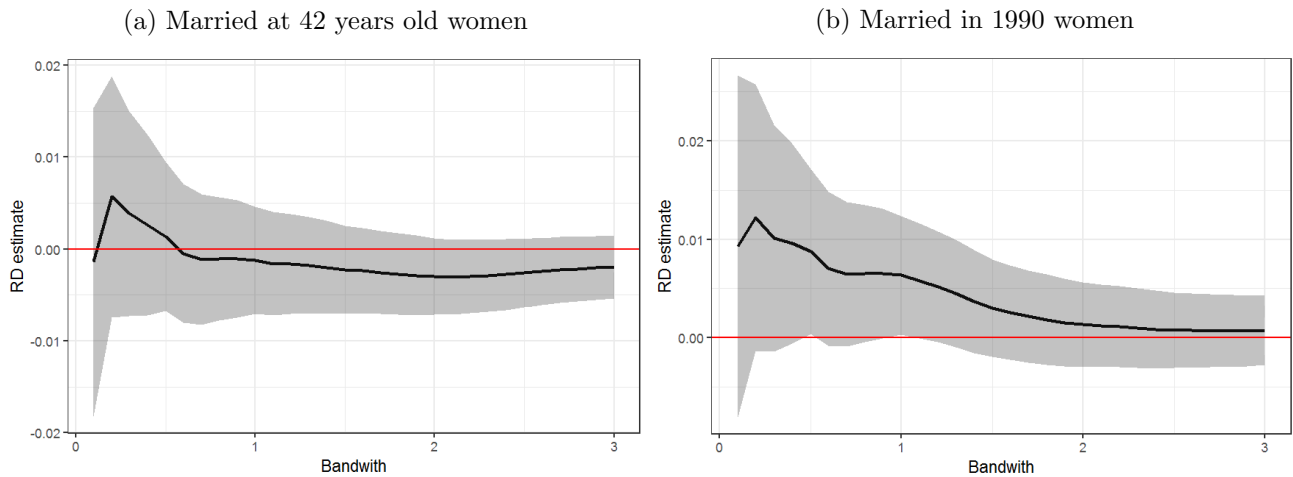 (a) Married at 42 years old women
0.02
0.01
0.00
-0.01
-0.02
RD estimate
0
1
2
3
Bandwith
(b) Married in 1990 women
0.02
0.01
0.00
RD estimate
0
1
2
3
Bandwith